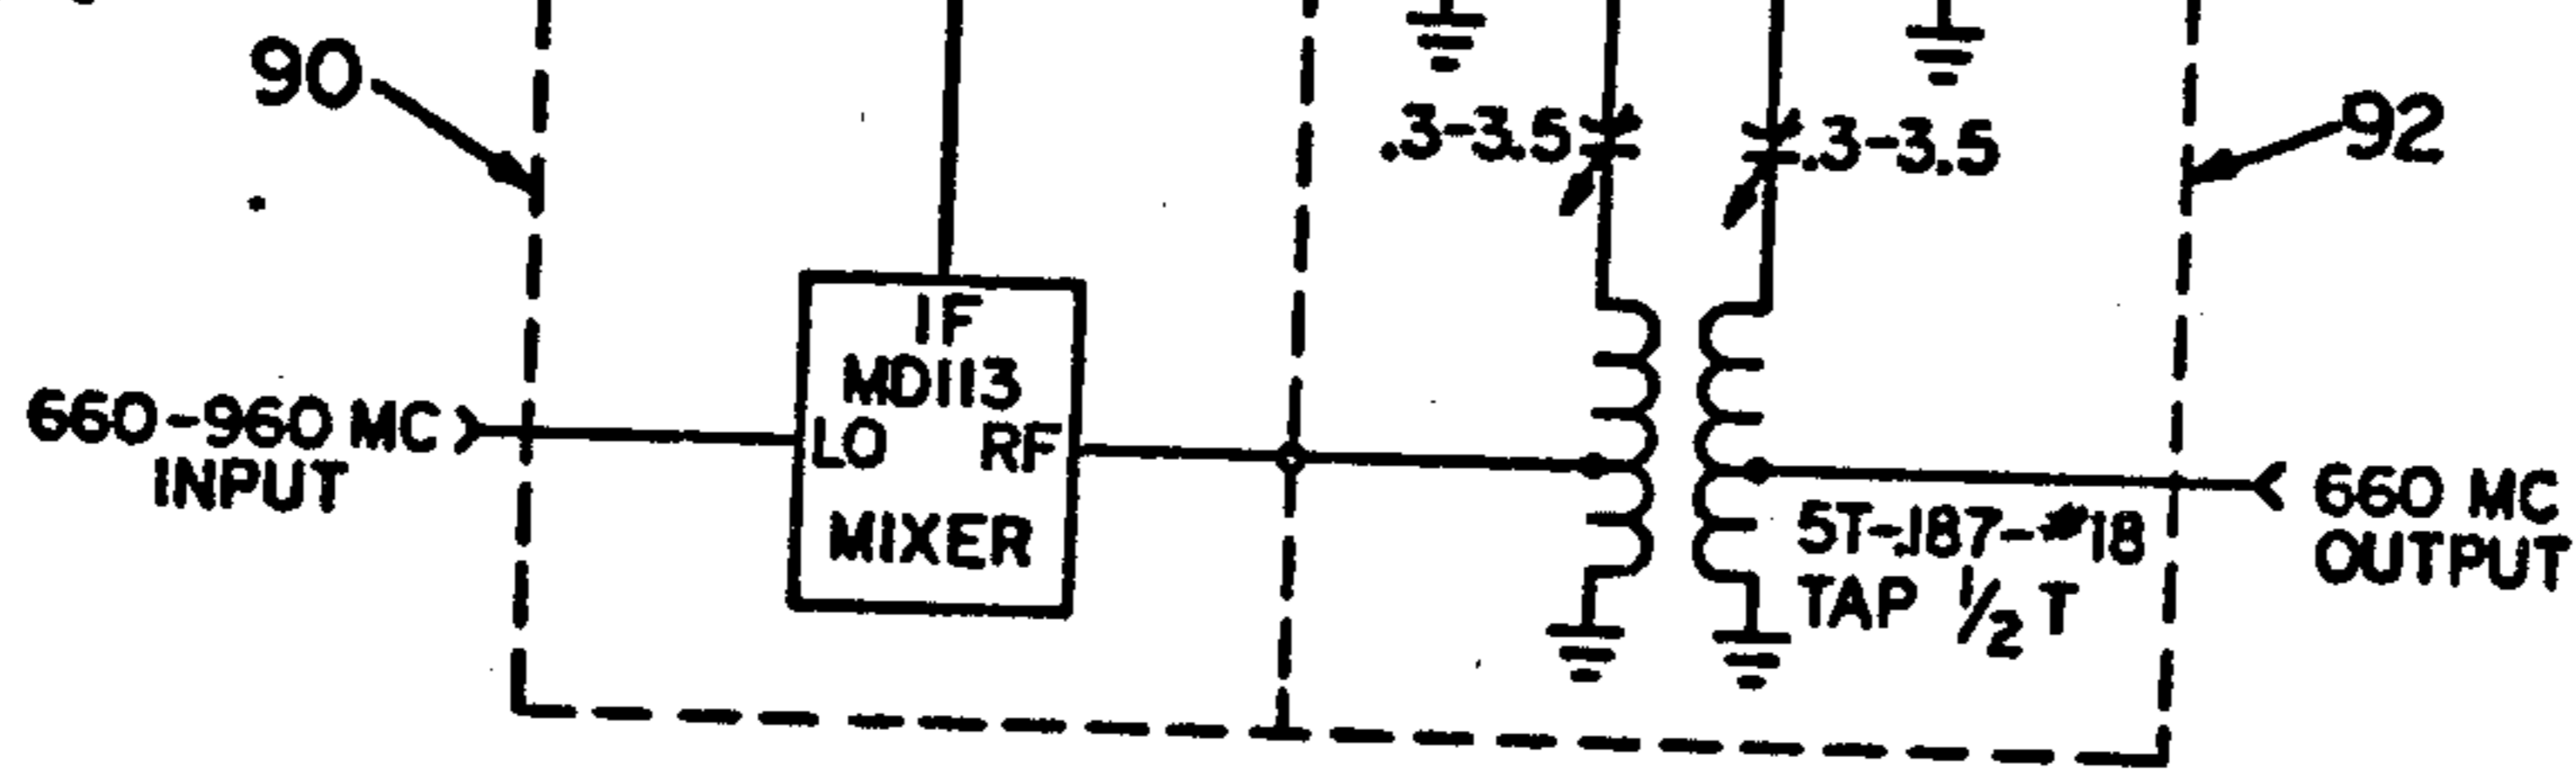 90
.3-3.5
.3-3.5
92
IF
MD113
LO RF
MIXER
660-960 MC
INPUT
5T-.187-#18
TAP 1/2 T
660 MC
OUTPUT